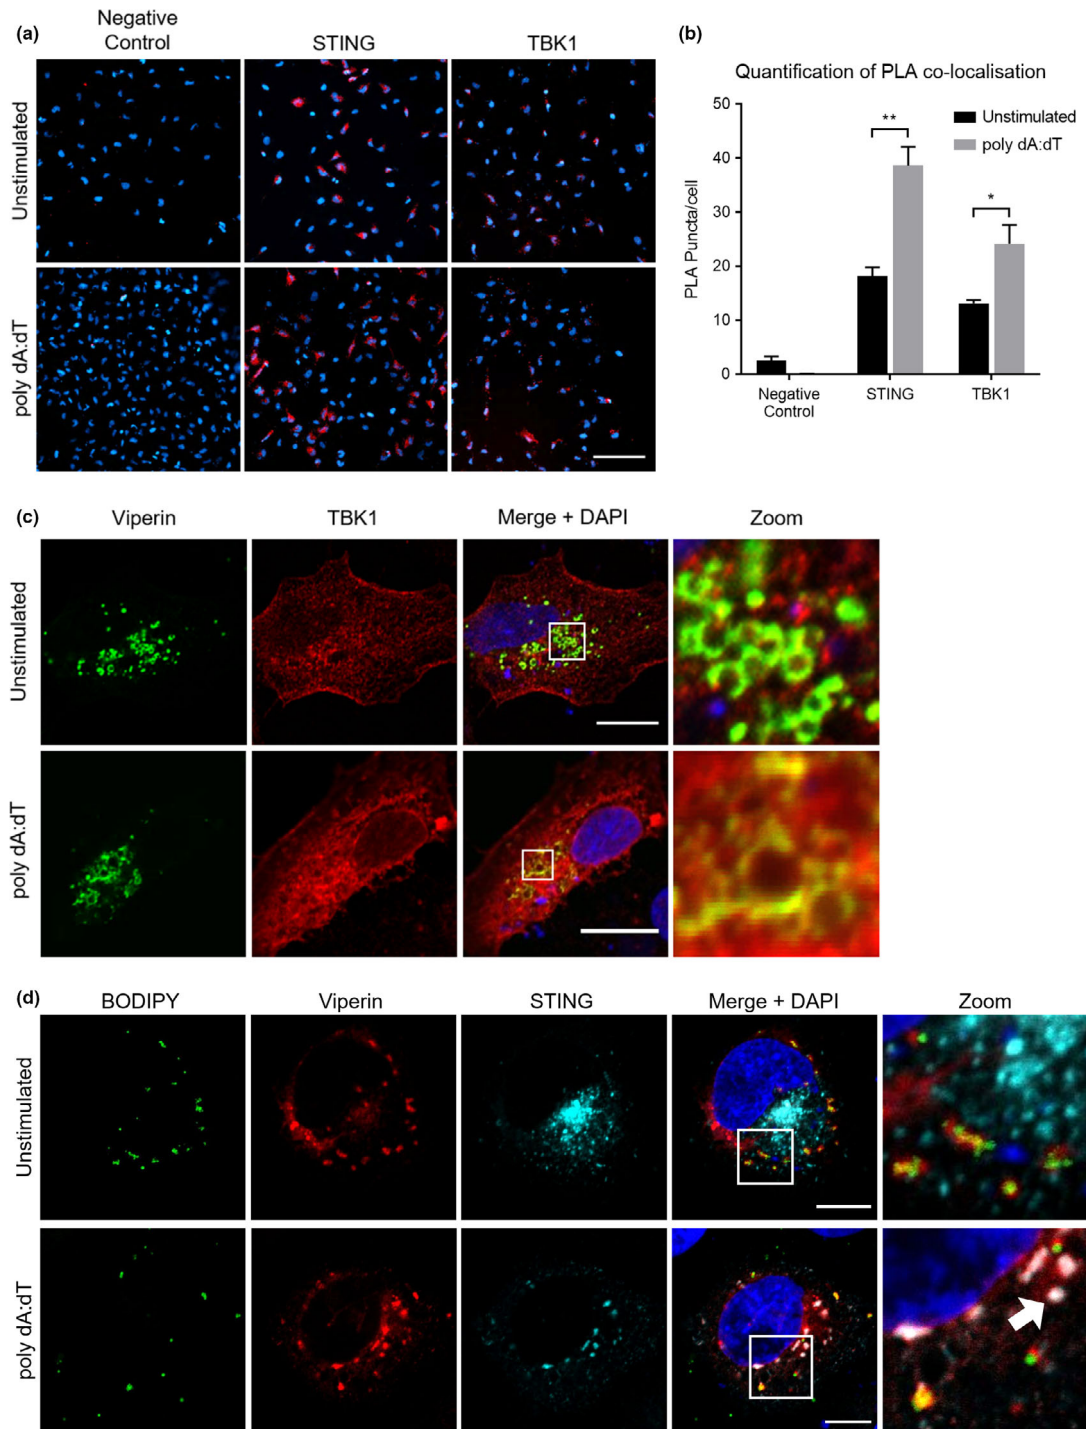 (a)
Negative
Control
STING
TBK1
Unstimulated
poly dA:dT
(b)
Quantification of PLA co-localisation
PLA Puncta/cell
50
40
30
20
10
0
**
*
Unstimulated
poly dA:dT
Negative
Control
STING
TBK1
(c)
Viperin
TBK1
Merge + DAPI
Zoom
Unstimulated
poly dA:dT
(d)
BODIPY
Viperin
STING
Merge + DAPI
Zoom
Unstimulated
poly dA:dT